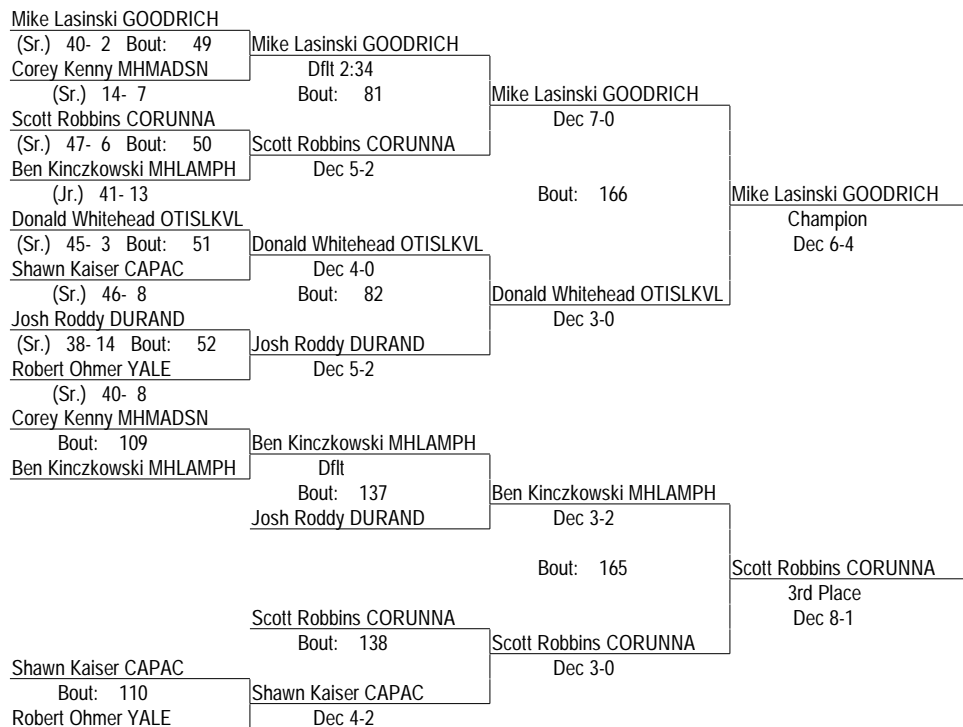 Mike Lasinski GOODRICH
(Sr.) 40- 2 Bout: 49 Mike Lasinski GOODRICH
Corey Kenny MHMADSN Dflt 2:34
(Sr.) 14- 7 Bout: 81 Mike Lasinski GOODRICH
Scott Robbins CORUNNA Dec 7-0
(Sr.) 47- 6 Bout: 50 Scott Robbins CORUNNA
Ben Kinczkowski MHLAMPH Dec 5-2
(Jr.) 41- 13 Bout: 166 Mike Lasinski GOODRICH
Donald Whitehead OTISLKVL Champion
(Sr.) 45- 3 Bout: 51 Donald Whitehead OTISLKVL Dec 6-4
Shawn Kaiser CAPAC Dec 4-0
(Sr.) 46- 8 Bout: 82 Donald Whitehead OTISLKVL
Josh Roddy DURAND Dec 3-0
(Sr.) 38- 14 Bout: 52 Josh Roddy DURAND
Robert Ohmer YALE Dec 5-2
(Sr.) 40- 8
Corey Kenny MHMADSN
Bout: 109 Ben Kinczkowski MHLAMPH
Ben Kinczkowski MHLAMPH Dflt
Bout: 137 Ben Kinczkowski MHLAMPH
Josh Roddy DURAND Dec 3-2
Bout: 165 Scott Robbins CORUNNA
3rd Place
Scott Robbins CORUNNA Dec 8-1
Bout: 138 Scott Robbins CORUNNA
Shawn Kaiser CAPAC Dec 3-0
Bout: 110 Shawn Kaiser CAPAC
Robert Ohmer YALE Dec 4-2